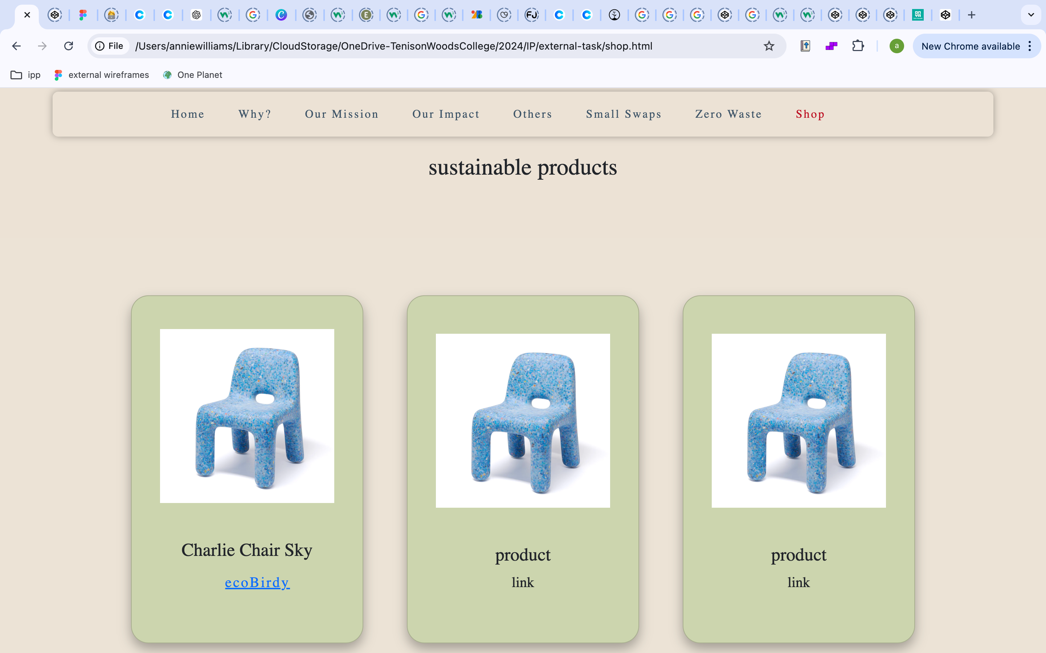 File /Users/anniewilliams/Library/CloudStorage/OneDrive-TenisonWoodsCollege/2024/IP/external-task/shop.html a New Chrome available
ipp external wireframes One Planet
Home Why? Our Mission Our Impact Others Small Swaps Zero Waste Shop
sustainable products
Charlie Chair Sky product product
ecoBirdy link link